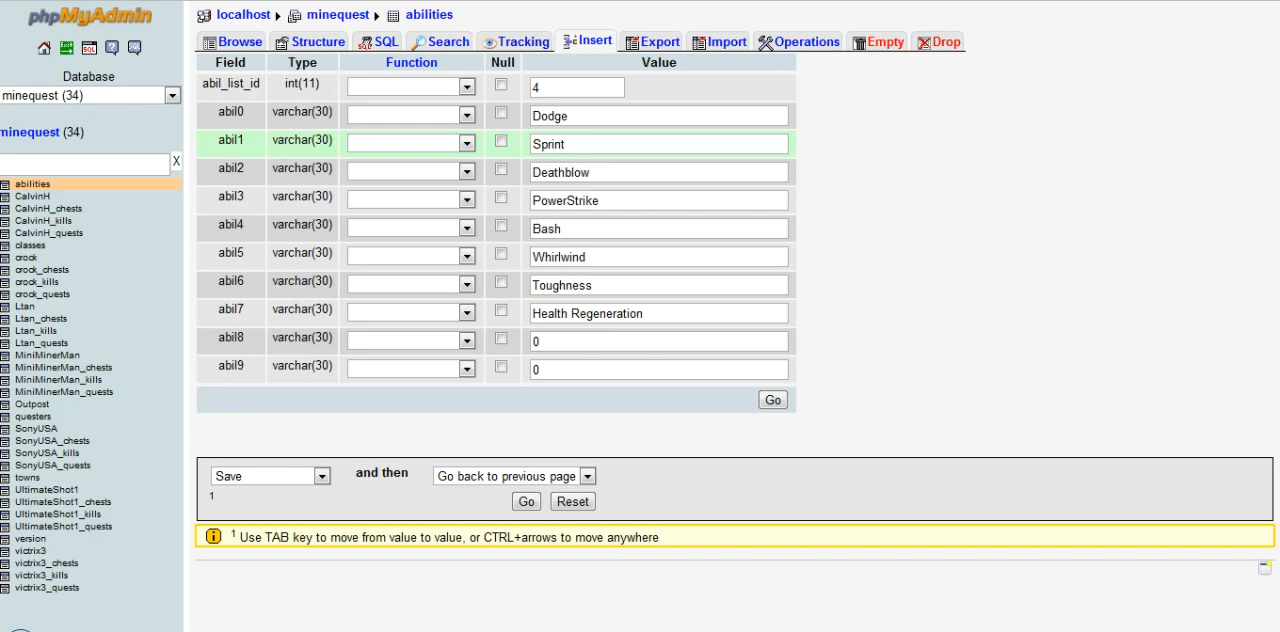 phpMyAdmin
Database
minequest (34)
minequest (34)
X
abilities
CalvinH
CalvinH_chests
CalvinH_kills
CalvinH_quests
classes
crock
crock_chests
crock_kills
crock_quests
Ltan
Ltan_chests
Ltan_kills
Ltan_quests
MiniMinerMan
MiniMinerMan_chests
MiniMinerMan_kills
MiniMinerMan_quests
Outpost
questers
SonyUSA
SonyUSA_chests
SonyUSA_kills
SonyUSA_quests
towns
UltimateShot1
UltimateShot1_chests
UltimateShot1_kills
UltimateShot1_quests
version
victrix3
victrix3_chests
victrix3_kills
victrix3_quests
localhost ▸ minequest ▸ abilities
Browse Structure SQL Search Tracking Insert Export Import Operations Empty Drop
Field Type Function Null Value
abil_list_id int(11) 4
abil0 varchar(30) Dodge
abil1 varchar(30) Sprint
abil2 varchar(30) Deathblow
abil3 varchar(30) PowerStrike
abil4 varchar(30) Bash
abil5 varchar(30) Whirlwind
abil6 varchar(30) Toughness
abil7 varchar(30) Health Regeneration
abil8 varchar(30) 0
abil9 varchar(30) 0
Go
Save and then Go back to previous page
1
Go Reset
1 Use TAB key to move from value to value, or CTRL+arrows to move anywhere